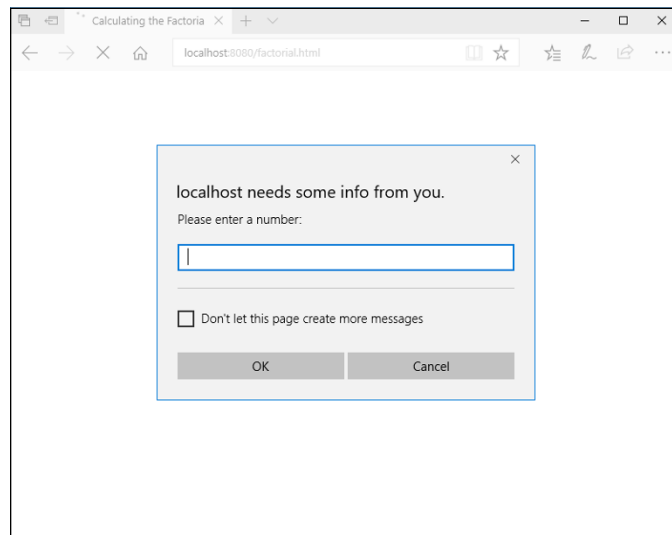 Calculating the Factoria
localhost:8080/factorial.html
localhost needs some info from you.
Please enter a number:
Don't let this page create more messages
OK Cancel